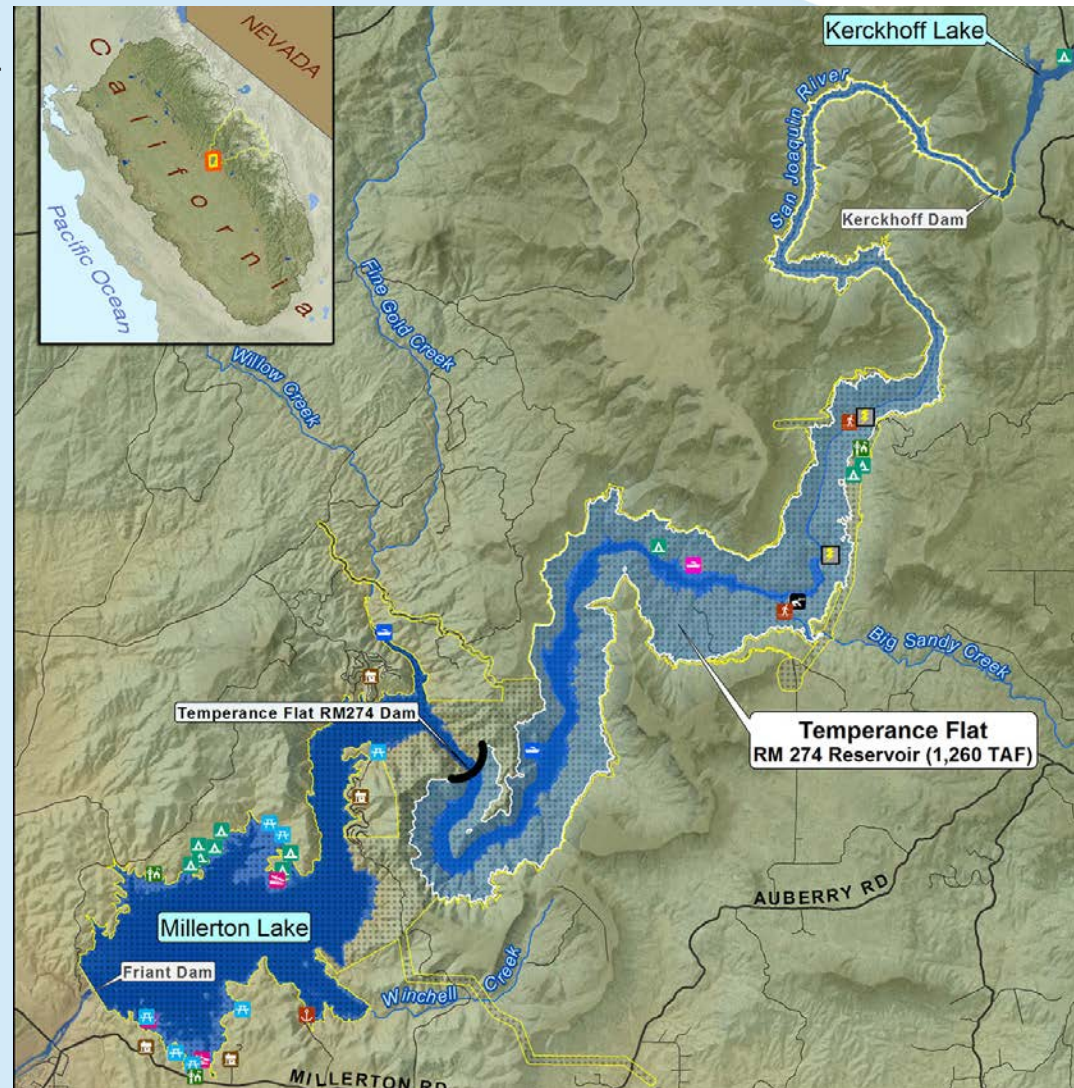 NEVADA
California
Pacific Ocean
Kerckhoff Lake
San Joaquin River
Kerckhoff Dam
Fine Gold Creek
Willow Creek
Big Sandy Creek
Temperance Flat RM274 Dam
Temperance Flat
RM 274 Reservoir (1,260 TAF)
AUBERRY RD
Millerton Lake
Friant Dam
Winchell Creek
MILLERTON RD